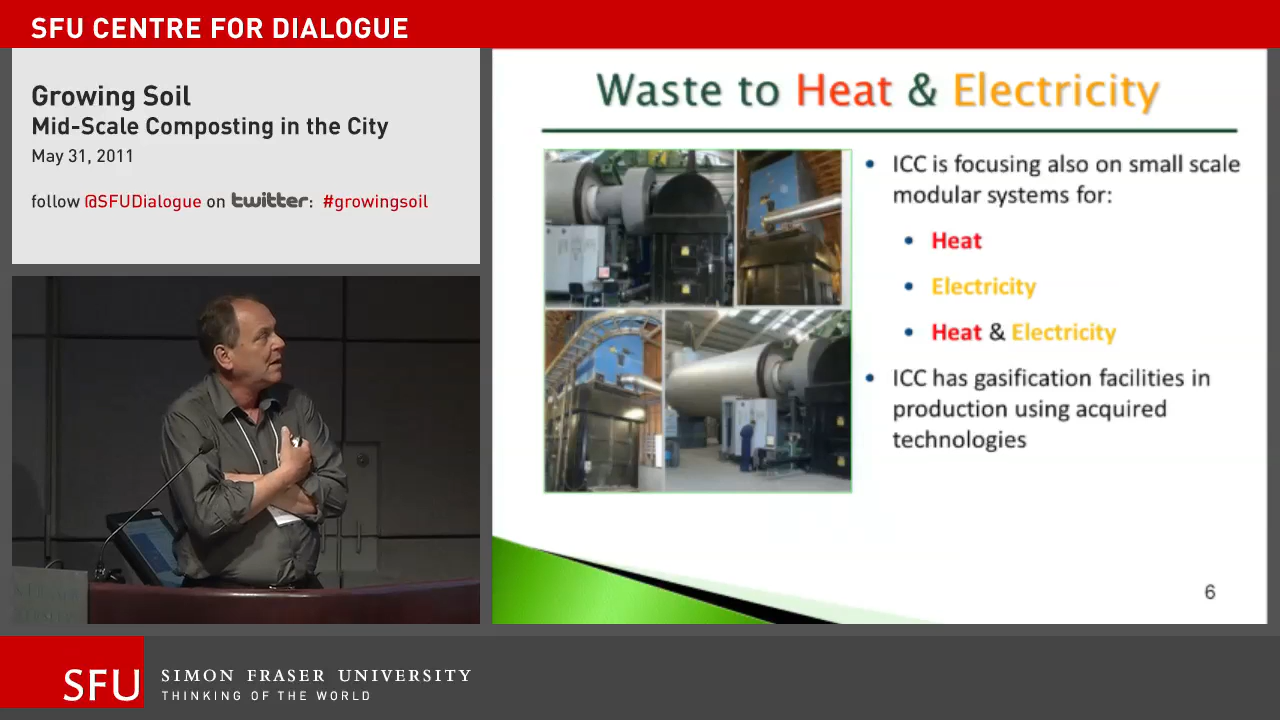 SFU CENTRE FOR DIALOGUE
Growing Soil
Mid-Scale Composting in the City
May 31, 2011
follow @SFUDialogue on twitter: #growingsoil
Waste to Heat & Electricity
• ICC is focusing also on small scale
modular systems for:
• Heat
• Electricity
• Heat & Electricity
• ICC has gasification facilities in
production using acquired
technologies
6
SFU
SIMON FRASER UNIVERSITY
THINKING OF THE WORLD